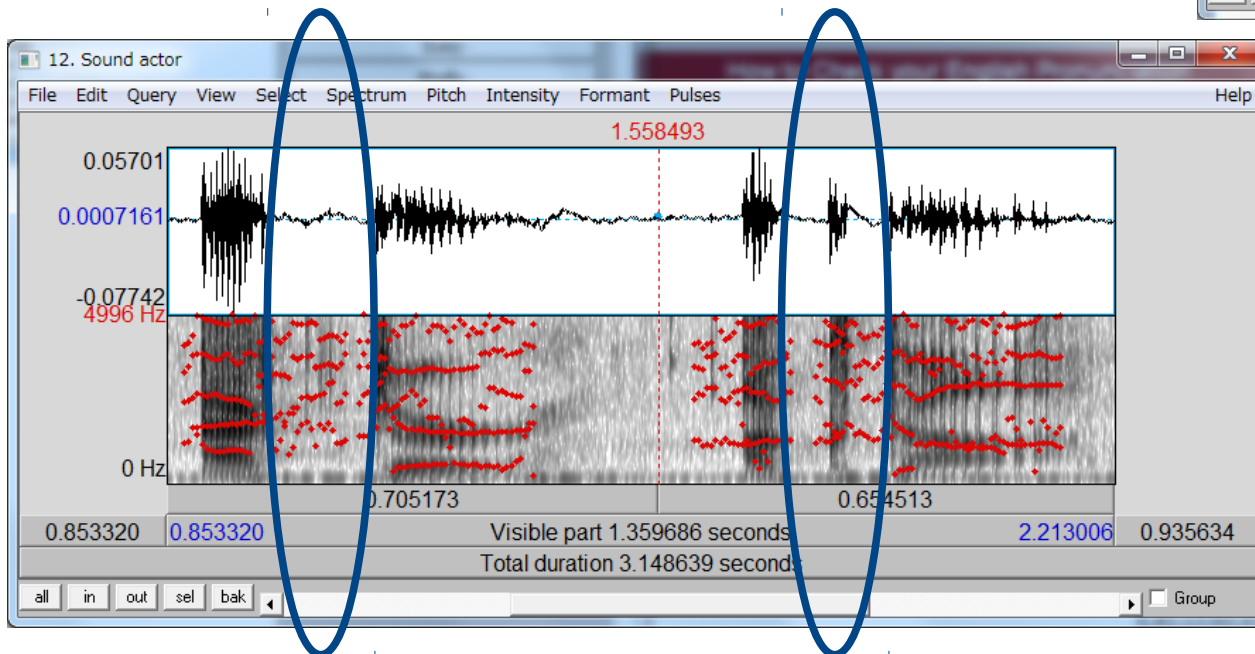 12. Sound actor
File Edit Query View Select Spectrum Pitch Intensity Formant Pulses Help
1.558493
0.05701
0.0007161
-0.07742
4996 Hz
0 Hz
0.705173 0.654513
0.853320 0.853320 Visible part 1.359686 seconds 2.213006 0.935634
Total duration 3.148639 seconds
all in out sel bak Group